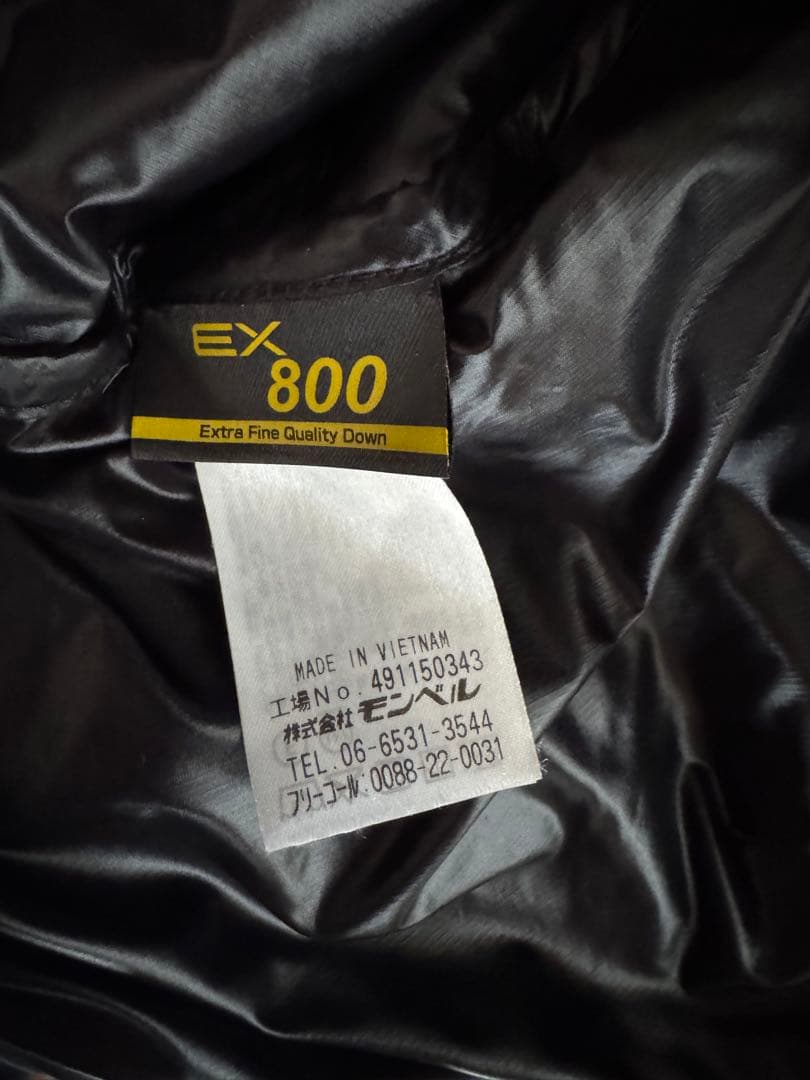 EX
800
Extra Fine Quality Down
MADE IN VIETNAM
工場No.491150343
株式会社モンベル
TEL.06-6531-3544
フリーコール:0088-22-0031